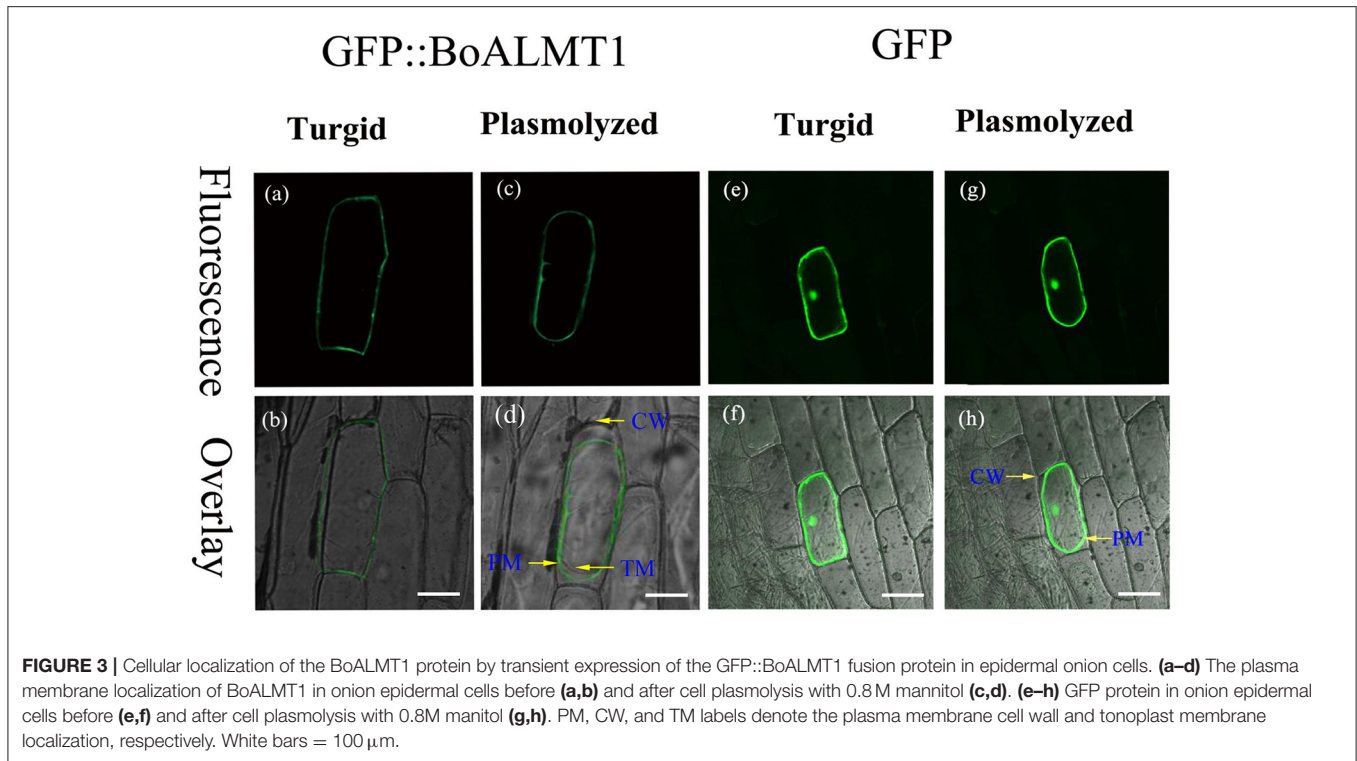 GFP::BoALMT1 GFP
Turgid Plasmolyzed Turgid Plasmolyzed
Fluorescence
(a) (c) (e) (g)
Overlay
(b) (d) (f) (h)
CW
CW
PM
PM TM
FIGURE 3 | Cellular localization of the BoALMT1 protein by transient expression of the GFP::BoALMT1 fusion protein in epidermal onion cells. (a–d) The plasma
membrane localization of BoALMT1 in onion epidermal cells before (a,b) and after cell plasmolysis with 0.8 M mannitol (c,d). (e–h) GFP protein in onion epidermal
cells before (e,f) and after cell plasmolysis with 0.8M manitol (g,h). PM, CW, and TM labels denote the plasma membrane cell wall and tonoplast membrane
localization, respectively. White bars = 100 μm.